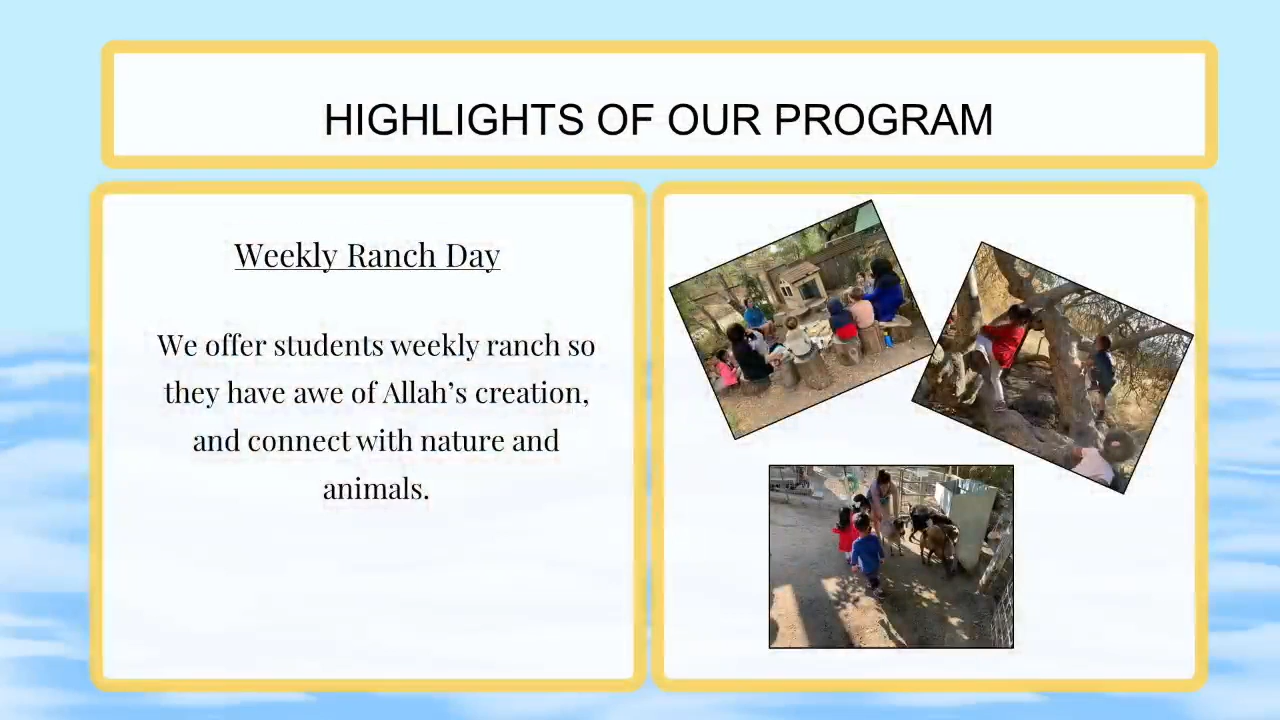 HIGHLIGHTS OF OUR PROGRAM
Weekly Ranch Day
We offer students weekly ranch so
they have awe of Allah’s creation,
and connect with nature and
animals.